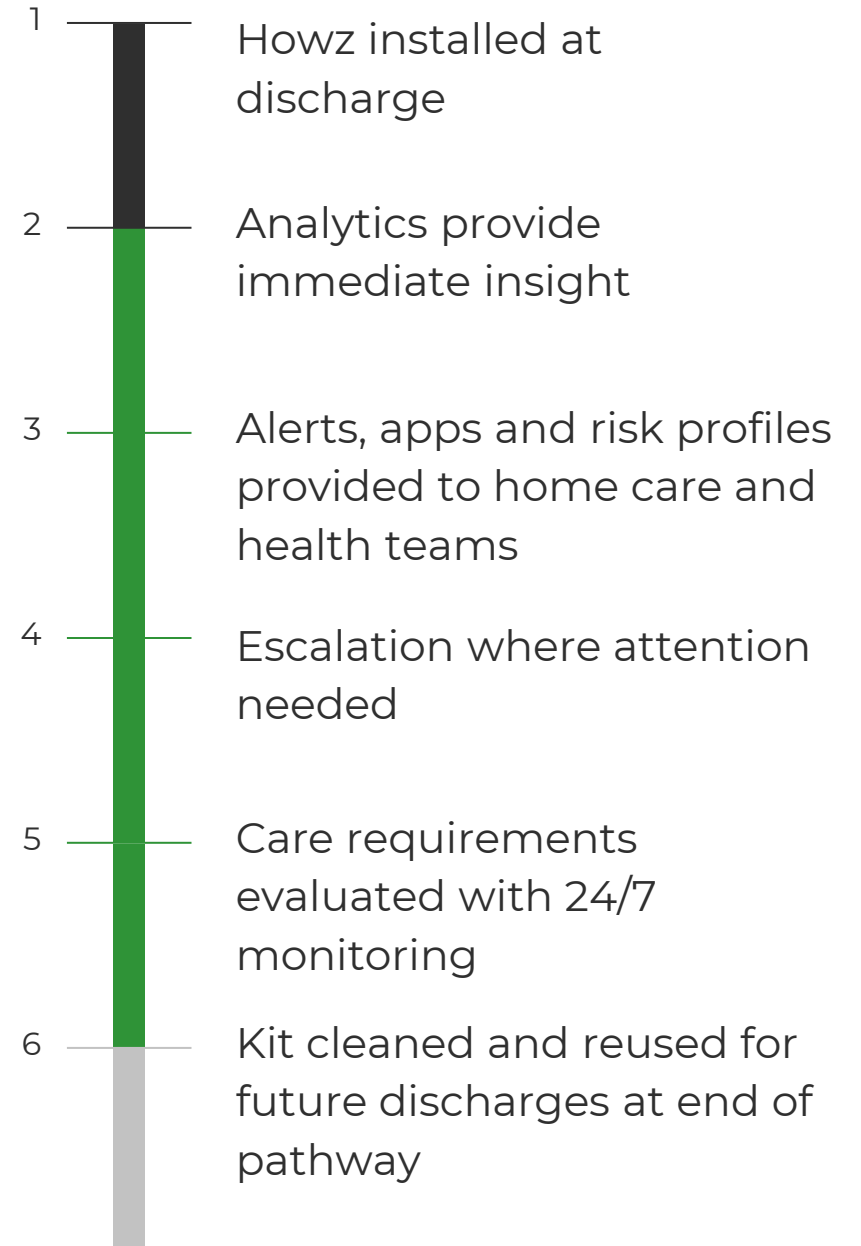 1
Howz installed at
discharge
2
Analytics provide
immediate insight
3
Alerts, apps and risk profiles
provided to home care and
health teams
4
Escalation where attention
needed
5
Care requirements
evaluated with 24/7
monitoring
6
Kit cleaned and reused for
future discharges at end of
pathway